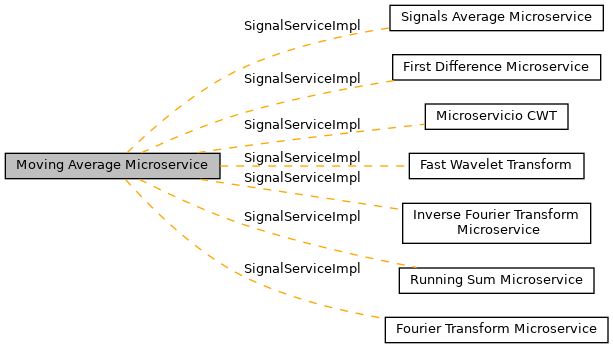 SignalServiceImpl
Signals Average Microservice
SignalServiceImpl
First Difference Microservice
SignalServiceImpl
Microservicio CWT
Moving Average Microservice
SignalServiceImpl
Fast Wavelet Transform
SignalServiceImpl
Inverse Fourier Transform
Microservice
SignalServiceImpl
Running Sum Microservice
SignalServiceImpl
Fourier Transform Microservice